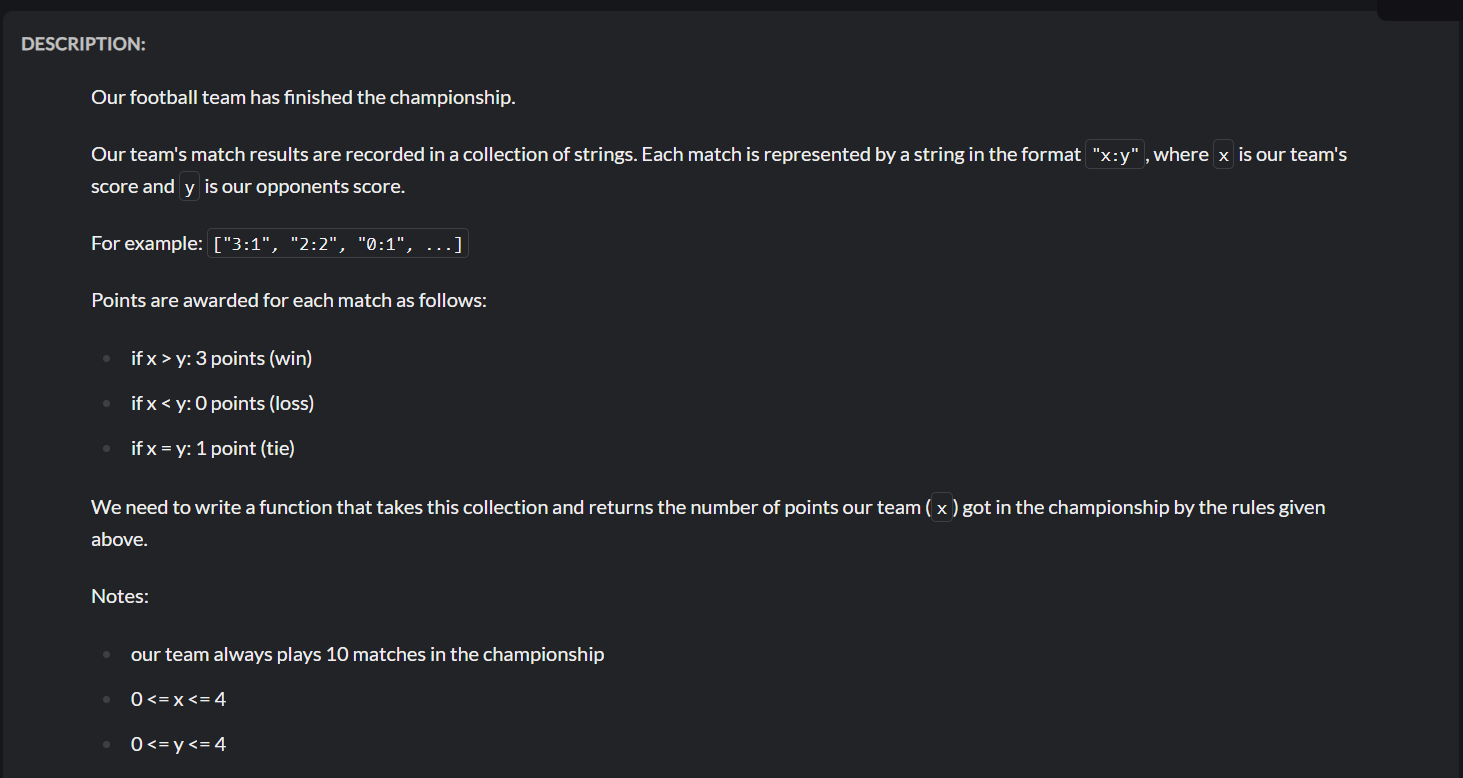 DESCRIPTION:
Our football team has finished the championship.
Our team's match results are recorded in a collection of strings. Each match is represented by a string in the format "x:y", where x is our team's
score and y is our opponents score.
For example: ["3:1", "2:2", "0:1", ...]
Points are awarded for each match as follows:
if x > y: 3 points (win)
if x < y: 0 points (loss)
if x = y: 1 point (tie)
We need to write a function that takes this collection and returns the number of points our team (x) got in the championship by the rules given
above.
Notes:
our team always plays 10 matches in the championship
0 <= x <= 4
0 <= y <= 4